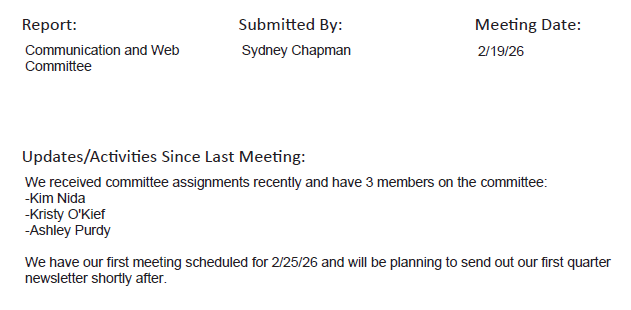 Report:
Submitted By:
Meeting Date:
Communication and Web
Committee
Sydney Chapman
2/19/26
Updates/Activities Since Last Meeting:
We received committee assignments recently and have 3 members on the committee:
-Kim Nida
-Kristy O'Kief
-Ashley Purdy
We have our first meeting scheduled for 2/25/26 and will be planning to send out our first quarter
newsletter shortly after.